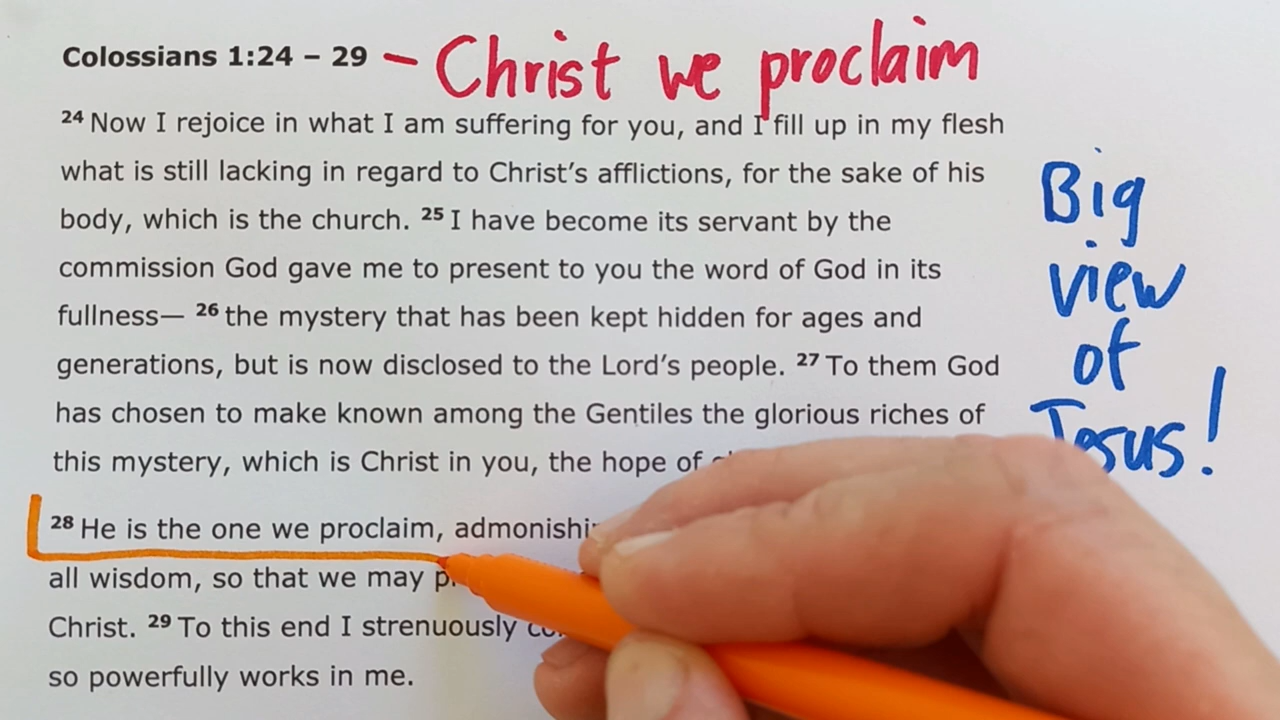 Colossians 1:24 – 29 – Christ we proclaim
24 Now I rejoice in what I am suffering for you, and I fill up in my flesh
what is still lacking in regard to Christ's afflictions, for the sake of his
body, which is the church. 25 I have become its servant by the
commission God gave me to present to you the word of God in its
fullness— 26 the mystery that has been kept hidden for ages and
generations, but is now disclosed to the Lord's people. 27 To them God
has chosen to make known among the Gentiles the glorious riches of
this mystery, which is Christ in you, the hope of
28 He is the one we proclaim,
all wisdom, so that we may
Christ. 29 To this end I strenuously
so powerfully works in me.
Big
view
of
Jesus!